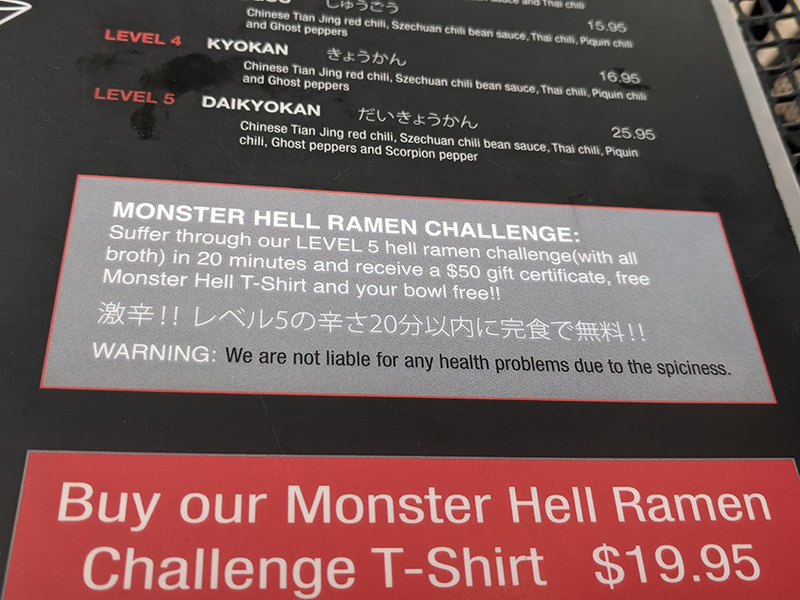 しゅうごう
Chinese Tian Jing red chili, Szechuan chili bean sauce, Thai chili, Piquin chili 15.95
and Ghost peppers
LEVEL 4 KYOKAN きょうかん
Chinese Tian Jing red chili, Szechuan chili bean sauce, Thai chili, Piquin chili 16.95
and Ghost peppers
LEVEL 5 DAIKYOKAN だいきょうかん 25.95
Chinese Tian Jing red chili, Szechuan chili bean sauce, Thai chili, Piquin
chili, Ghost peppers and Scorpion pepper
MONSTER HELL RAMEN CHALLENGE:
Suffer through our LEVEL 5 hell ramen challenge(with all
broth) in 20 minutes and receive a $50 gift certificate, free
Monster Hell T-Shirt and your bowl free!!
激辛!! レベル5の辛さ20分以内に完食で無料!!
WARNING: We are not liable for any health problems due to the spiciness.
Buy our Monster Hell Ramen
Challenge T-Shirt $19.95